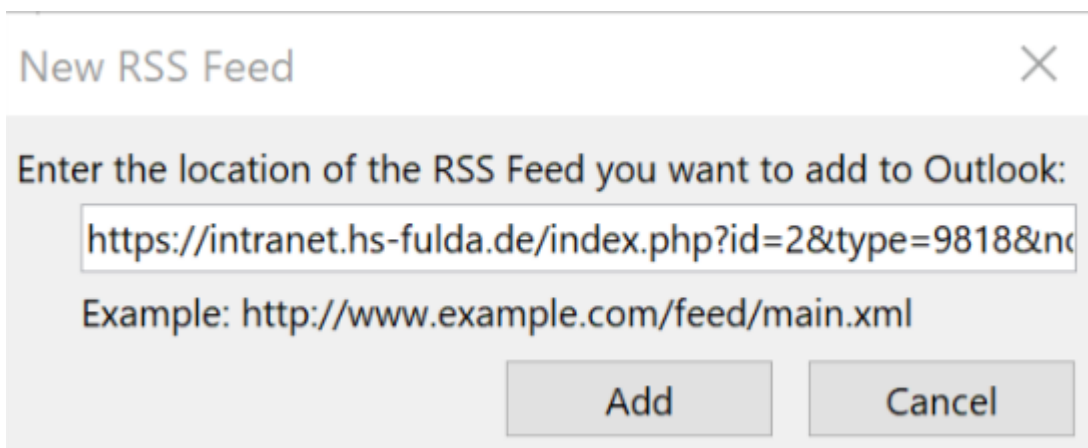 New RSS Feed
Enter the location of the RSS Feed you want to add to Outlook:
https://intranet.hs-fulda.de/index.php?id=2&type=9818&no
Example: http://www.example.com/feed/main.xml
Add Cancel